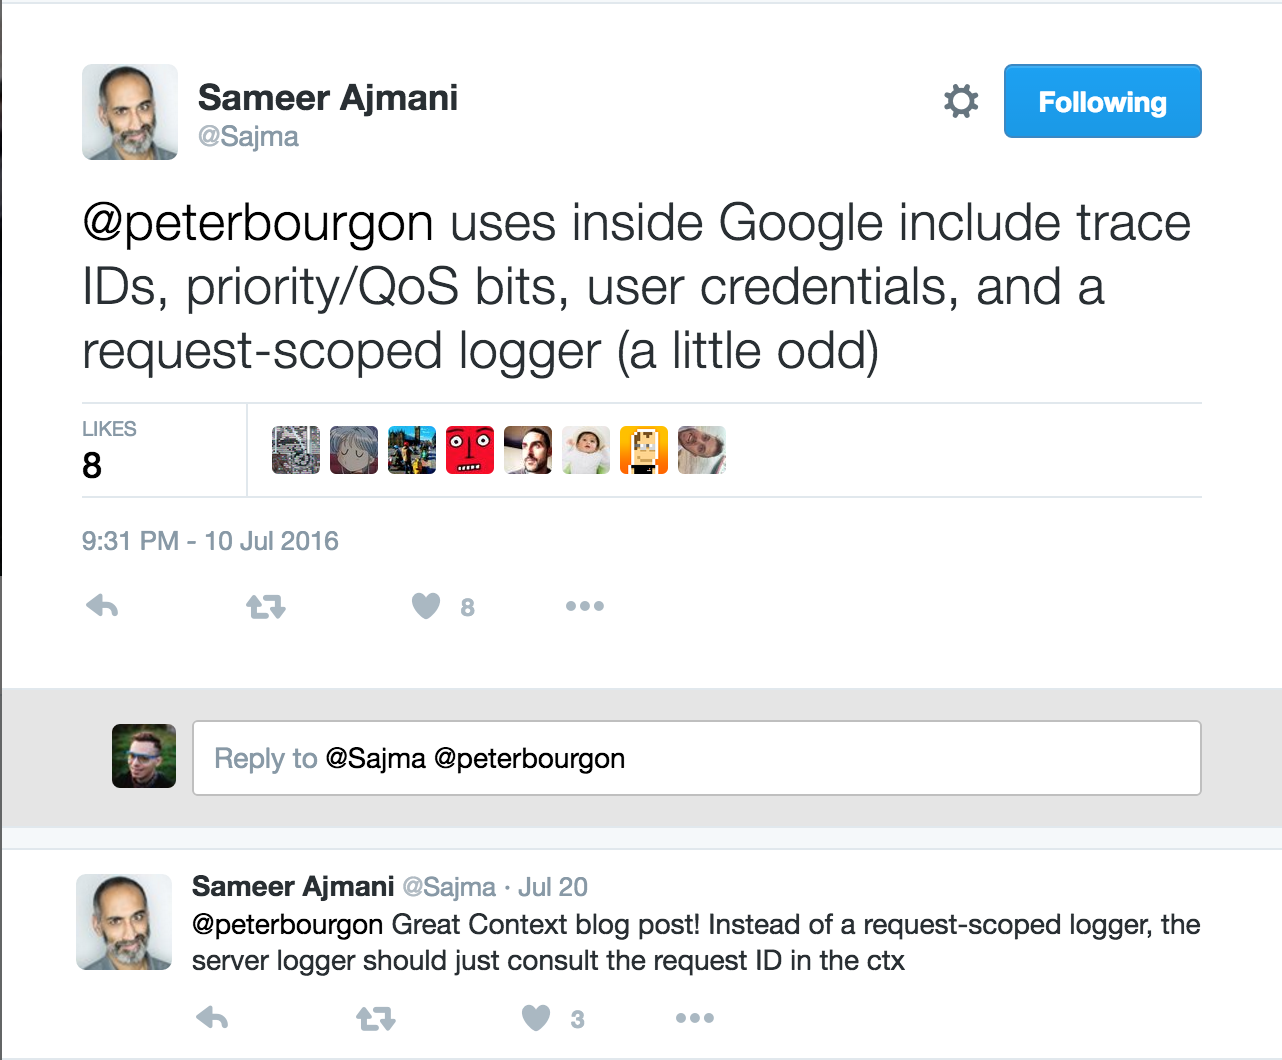 Sameer Ajmani
@Sajma
Following
@peterbourgon uses inside Google include trace
IDs, priority/QoS bits, user credentials, and a
request-scoped logger (a little odd)
LIKES
8
9:31 PM - 10 Jul 2016
8
Reply to @Sajma @peterbourgon
Sameer Ajmani @Sajma · Jul 20
@peterbourgon Great Context blog post! Instead of a request-scoped logger, the
server logger should just consult the request ID in the ctx
3